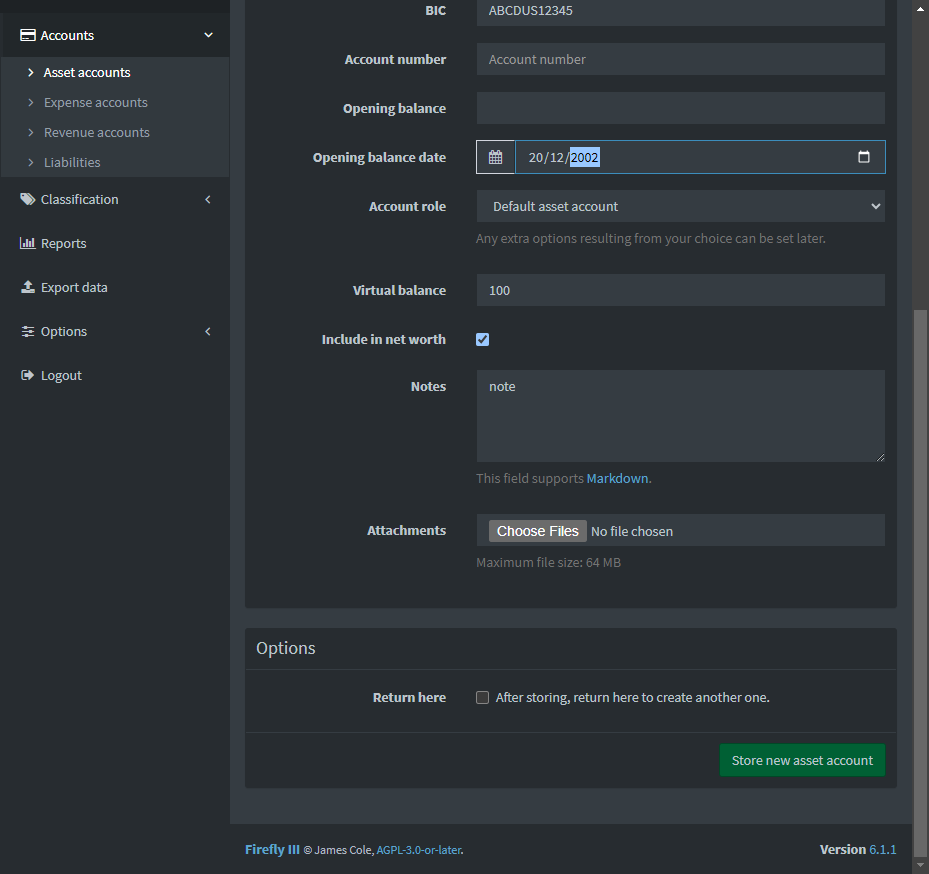 Accounts
Asset accounts
Expense accounts
Revenue accounts
Liabilities
Classification
Reports
Export data
Options
Logout
BIC ABCDUS12345
Account number Account number
Opening balance
Opening balance date 20/12/2002
Account role Default asset account
Any extra options resulting from your choice can be set later.
Virtual balance 100
Include in net worth
Notes note
This field supports Markdown.
Attachments Choose Files No file chosen
Maximum file size: 64 MB
Options
Return here After storing, return here to create another one.
Store new asset account
Firefly III © James Cole, AGPL-3.0-or-later. Version 6.1.1